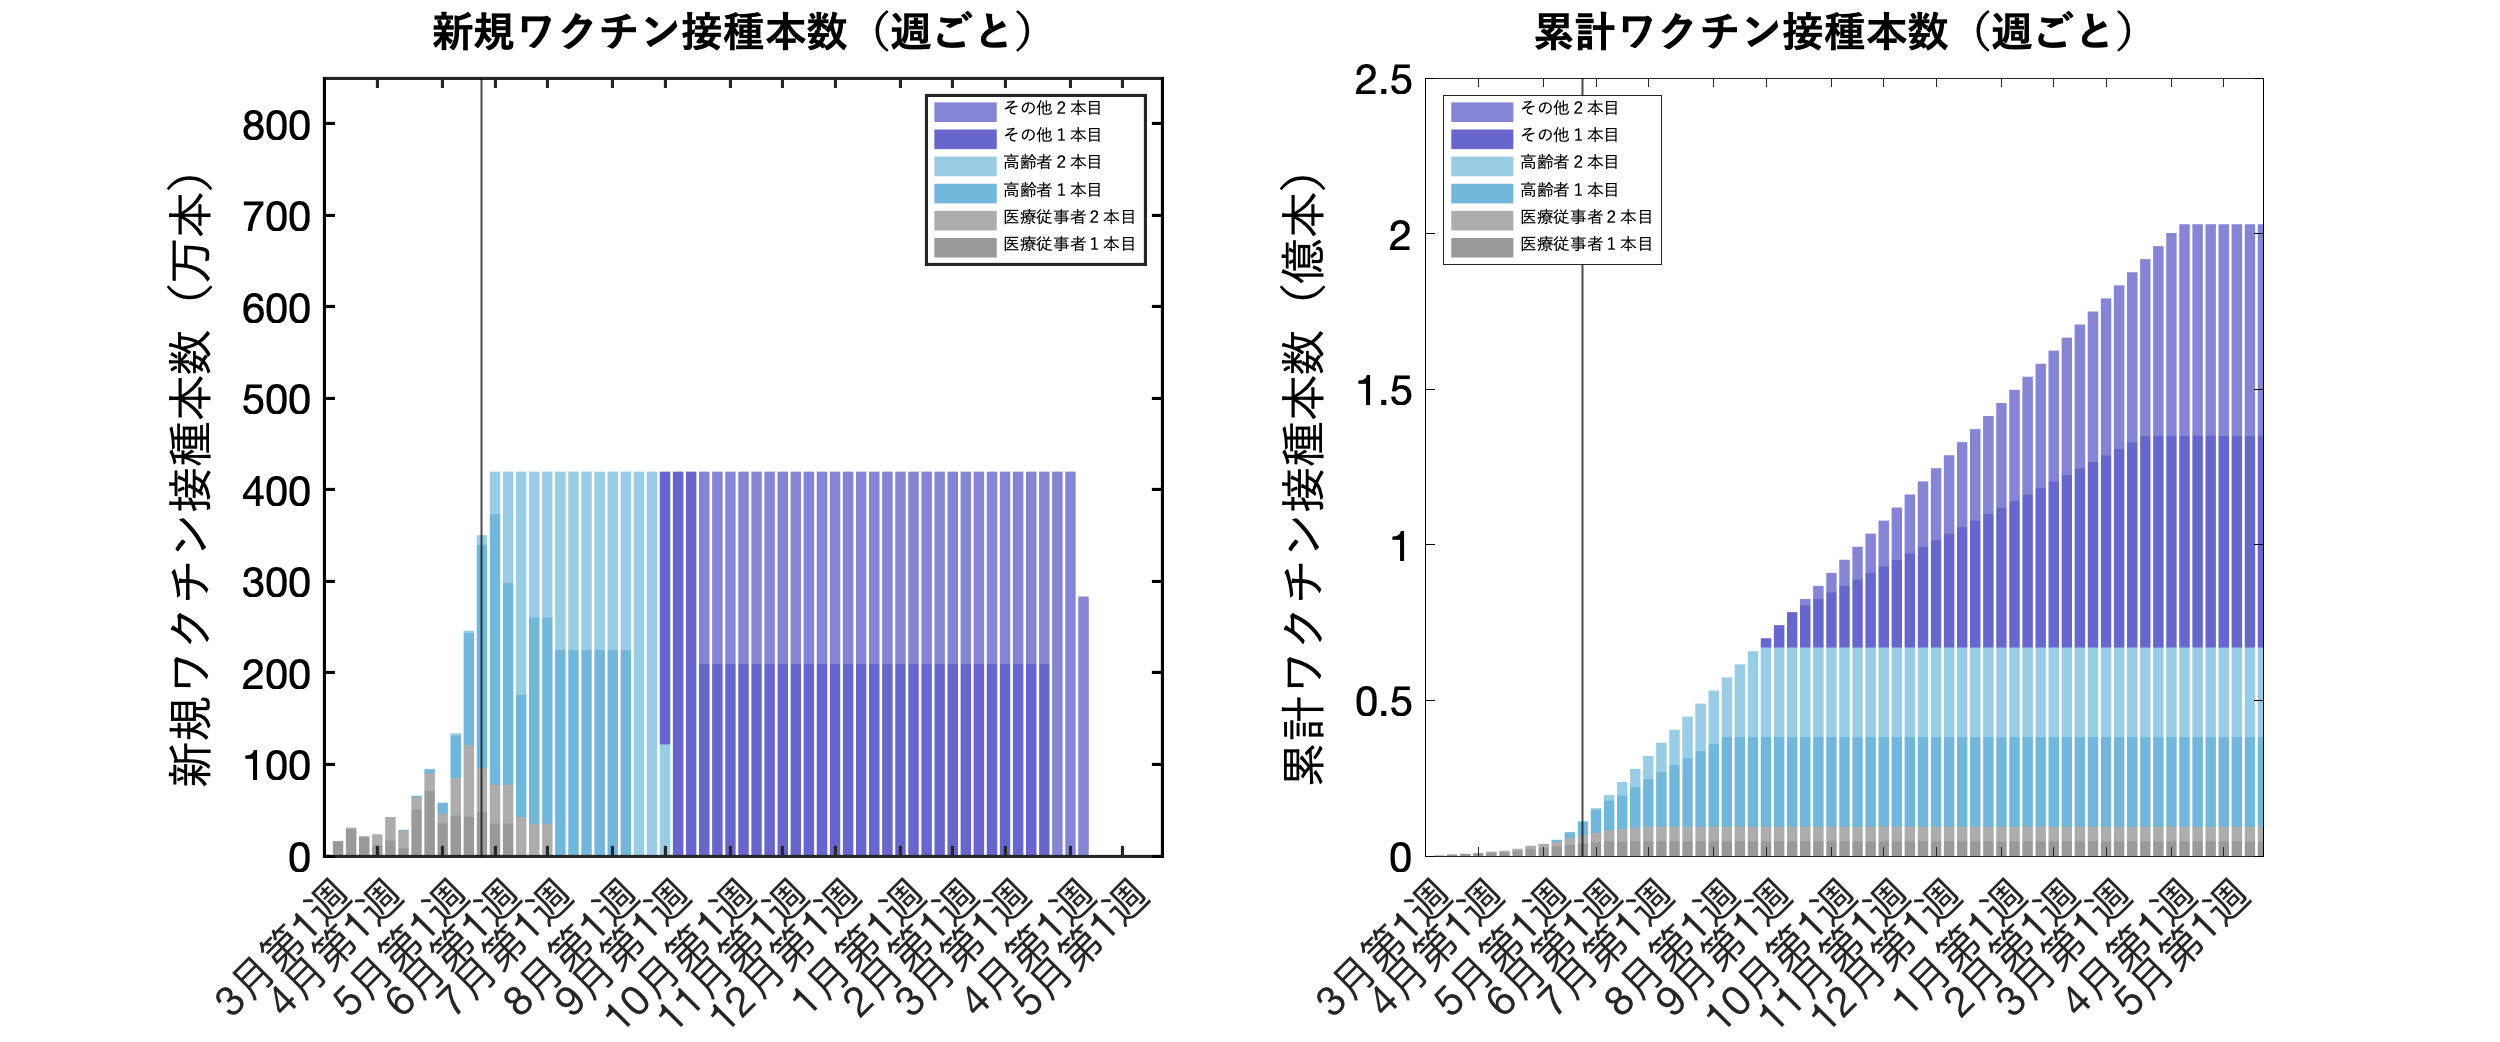 新規ワクチン接種本数（週ごと）
新規ワクチン接種本数（万本）
800
700
600
500
400
300
200
100
0
その他２本目
その他１本目
高齢者２本目
高齢者１本目
医療従事者２本目
医療従事者１本目
3月第1週
4月第1週
5月第1週
6月第1週
7月第1週
8月第1週
9月第1週
10月第1週
11月第1週
12月第1週
1月第1週
2月第1週
3月第1週
4月第1週
5月第1週
累計ワクチン接種本数（週ごと）
累計ワクチン接種本数（億本）
2.5
2
1.5
1
0.5
0
その他２本目
その他１本目
高齢者２本目
高齢者１本目
医療従事者２本目
医療従事者１本目
3月第1週
4月第1週
5月第1週
6月第1週
7月第1週
8月第1週
9月第1週
10月第1週
11月第1週
12月第1週
1月第1週
2月第1週
3月第1週
4月第1週
5月第1週